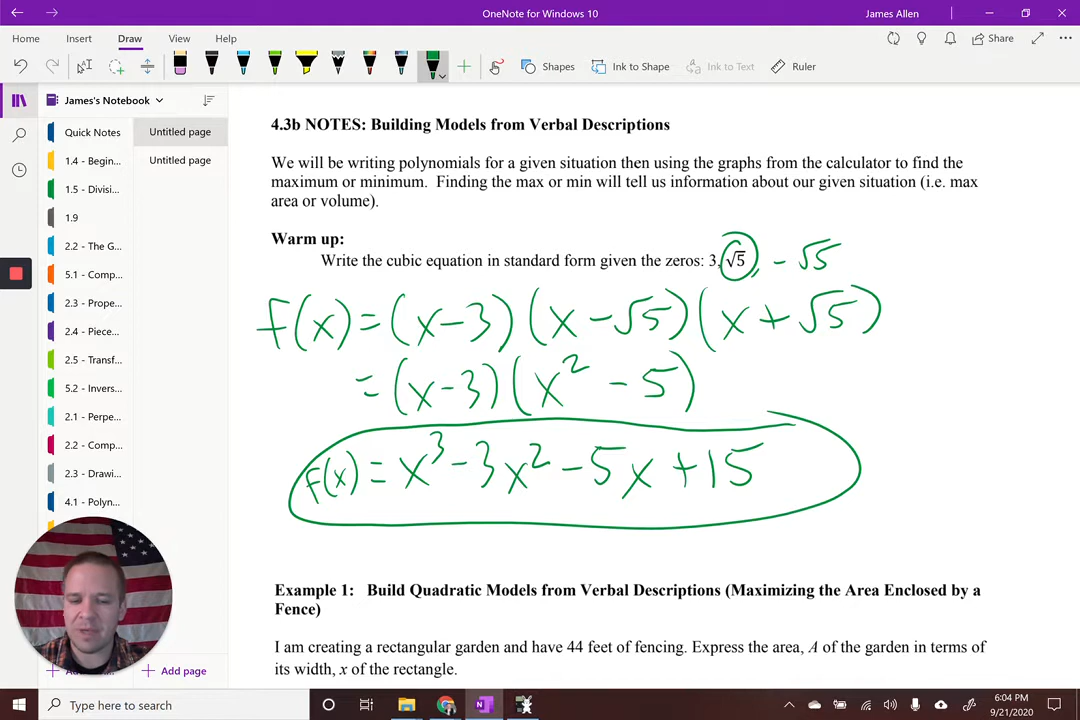 OneNote for Windows 10
James Allen
Home Insert Draw View Help
Share
Shapes Ink to Shape Ink to Text Ruler
James's Notebook
Quick Notes
1.4 - Begin...
1.5 - Divisi...
1.9
2.2 - The G...
5.1 - Comp...
2.3 - Prope...
2.4 - Piece...
2.5 - Transf...
5.2 - Invers...
2.1 - Perpe...
2.2 - Comp...
2.3 - Drawi...
4.1 - Polyn...
Untitled page
Untitled page
Add page
4.3b NOTES: Building Models from Verbal Descriptions
We will be writing polynomials for a given situation then using the graphs from the calculator to find the
maximum or minimum. Finding the max or min will tell us information about our given situation (i.e. max
area or volume).
Warm up:
Write the cubic equation in standard form given the zeros: 3, √5, - √5
f(x) = (x-3)(x-√5)(x+√5)
= (x-3)(x² - 5)
f(x) = x³ - 3x² - 5x + 15
Example 1: Build Quadratic Models from Verbal Descriptions (Maximizing the Area Enclosed by a
Fence)
I am creating a rectangular garden and have 44 feet of fencing. Express the area, A of the garden in terms of
its width, x of the rectangle.
Type here to search
6:04 PM
9/21/2020